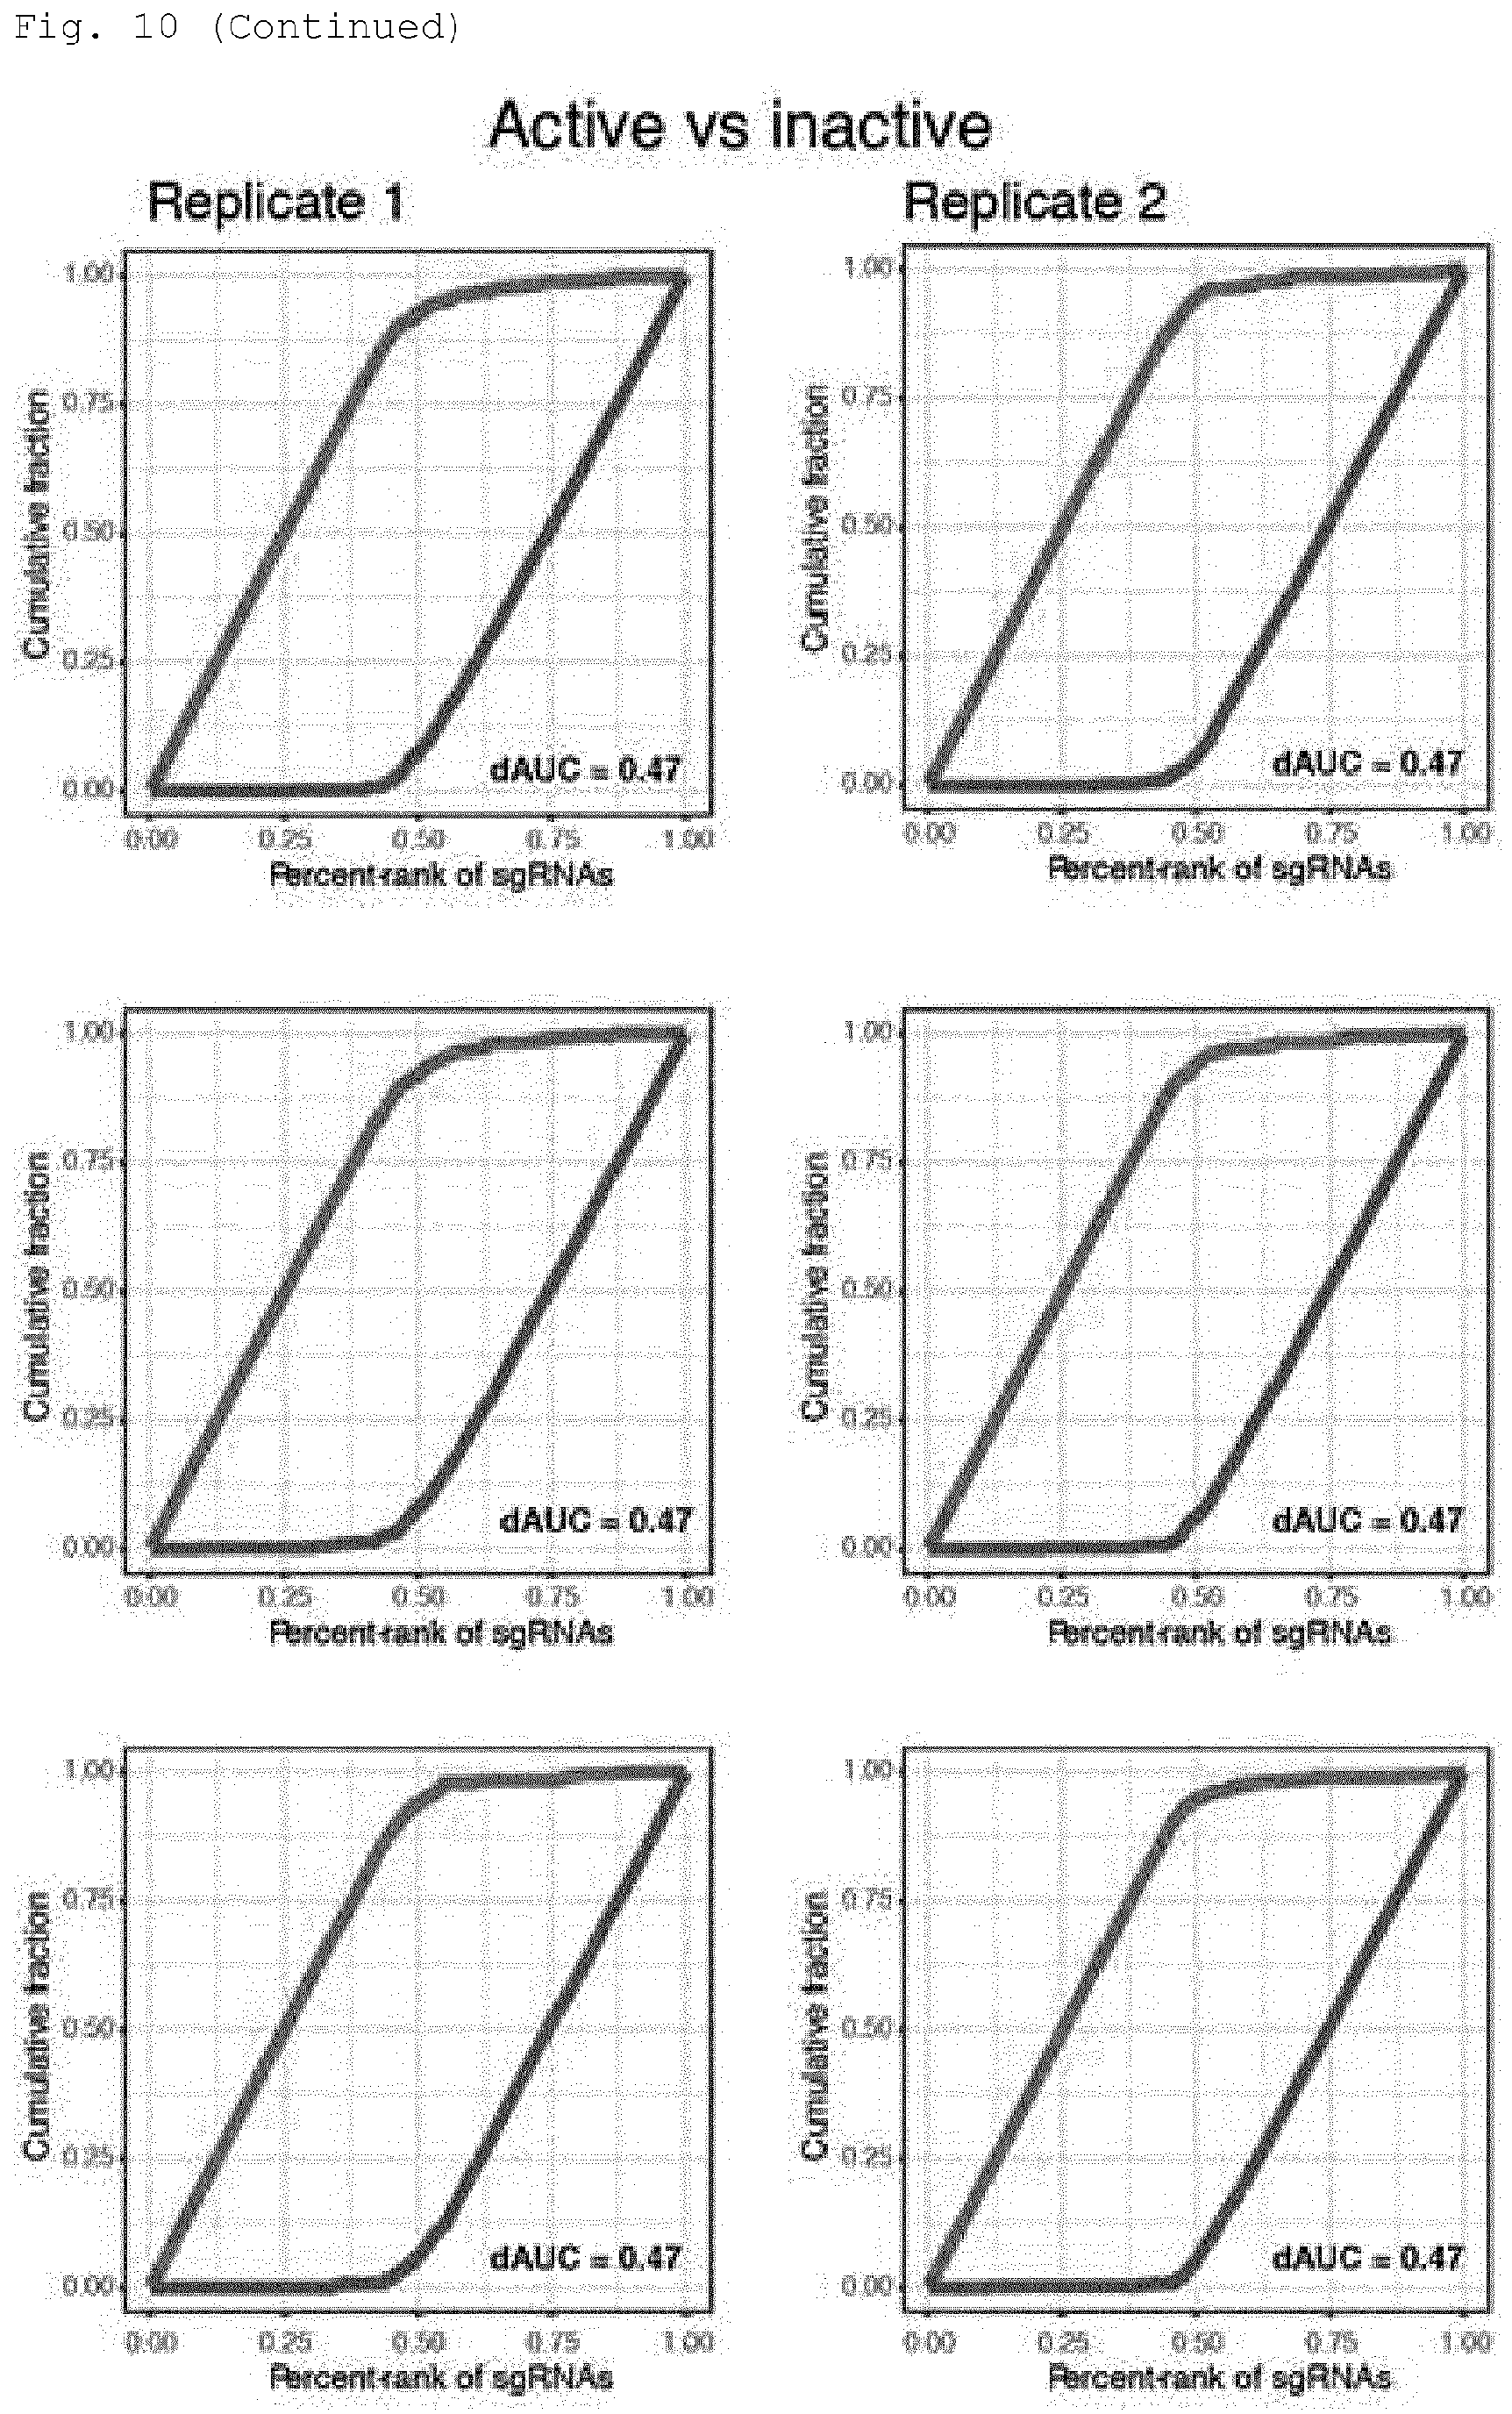 Fig. 10 (Continued)
Active vs inactive
Replicate 1
Replicate 2
Cumulative fraction
1.00
0.75
0.50
0.25
0.00
dAUC = 0.47
0.00 0.25 0.50 0.75 1.00
Percent-rank of sgRNAs
Cumulative fraction
1.00
0.75
0.50
0.25
0.00
dAUC = 0.47
0.00 0.25 0.50 0.75 1.00
Percent-rank of sgRNAs
Cumulative fraction
1.00
0.75
0.50
0.25
0.00
dAUC = 0.47
0.00 0.25 0.50 0.75 1.00
Percent-rank of sgRNAs
Cumulative fraction
1.00
0.75
0.50
0.25
0.00
dAUC = 0.47
0.00 0.25 0.50 0.75 1.00
Percent-rank of sgRNAs
Cumulative fraction
1.00
0.75
0.50
0.25
0.00
dAUC = 0.47
0.00 0.25 0.50 0.75 1.00
Percent-rank of sgRNAs
Cumulative fraction
1.00
0.75
0.50
0.25
0.00
dAUC = 0.47
0.00 0.25 0.50 0.75 1.00
Percent-rank of sgRNAs